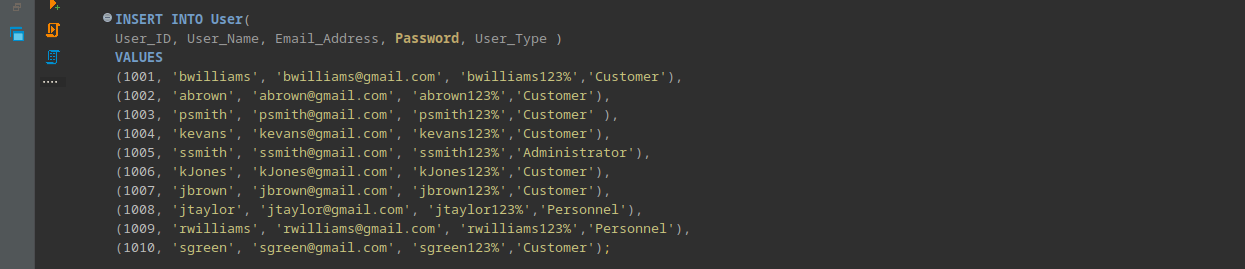 INSERT INTO User(
User_ID, User_Name, Email_Address, Password, User_Type )
VALUES
(1001, 'bwilliams', 'bwilliams@gmail.com', 'bwilliams123%','Customer'),
(1002, 'abrown', 'abrown@gmail.com', 'abrown123%','Customer'),
(1003, 'psmith', 'psmith@gmail.com', 'psmith123%','Customer' ),
(1004, 'kevans', 'kevans@gmail.com', 'kevans123%','Customer'),
(1005, 'ssmith', 'ssmith@gmail.com', 'ssmith123%','Administrator'),
(1006, 'kJones', 'kJones@gmail.com', 'kJones123%','Customer'),
(1007, 'jbrown', 'jbrown@gmail.com', 'jbrown123%','Customer'),
(1008, 'jtaylor', 'jtaylor@gmail.com', 'jtaylor123%','Personnel'),
(1009, 'rwilliams', 'rwilliams@gmail.com', 'rwilliams123%','Personnel'),
(1010, 'sgreen', 'sgreen@gmail.com', 'sgreen123%','Customer');